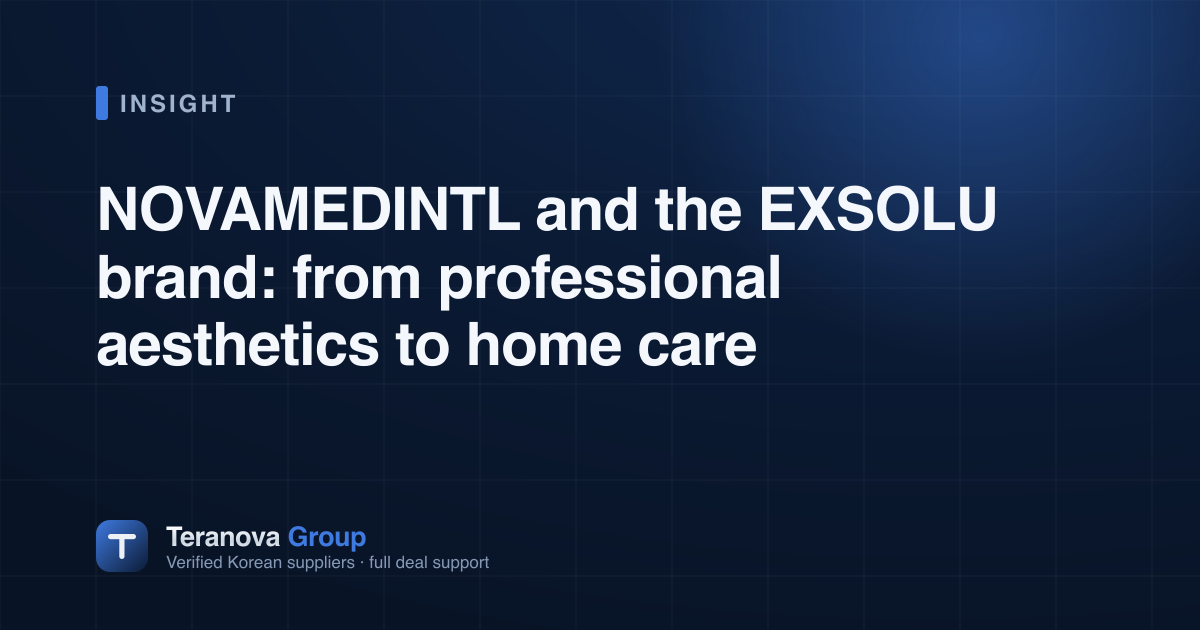 INSIGHT
NOVAMEDINTL and the EXSOLU
brand: from professional
aesthetics to home care
T
Teranova Group
Verified Korean suppliers · full deal support